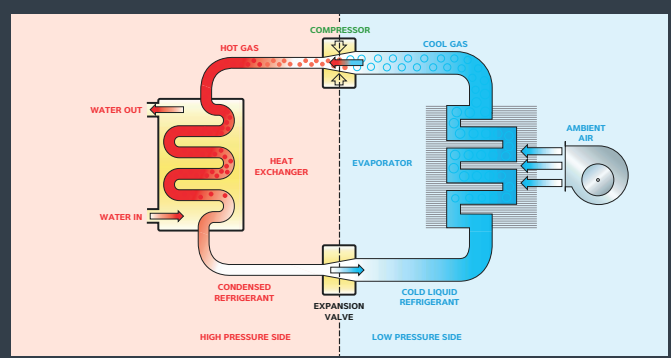 COMPRESSOR
HOT GAS
COOL GAS
WATER OUT
AMBIENT
AIR
HEAT
EXCHANGER
EVAPORATOR
WATER IN
CONDENSED
REFRIGERANT
COLD LIQUID
REFRIGERANT
EXPANSION
VALVE
HIGH PRESSURE SIDE
LOW PRESSURE SIDE